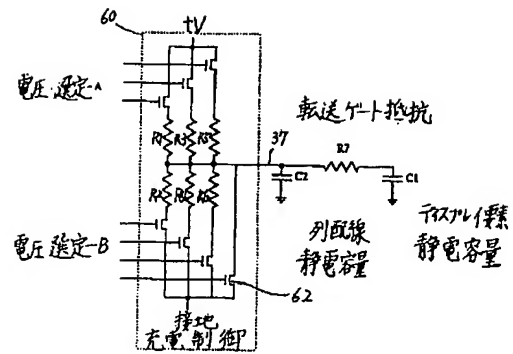 60
+V
電圧選定-A
R1
R3
R5
転送ゲート抵抗
37
R7
C2
C1
R2
R4
R6
電圧選定-B
列配線
静電容量
ディスプレイ要素
静電容量
62
接地
充電制御